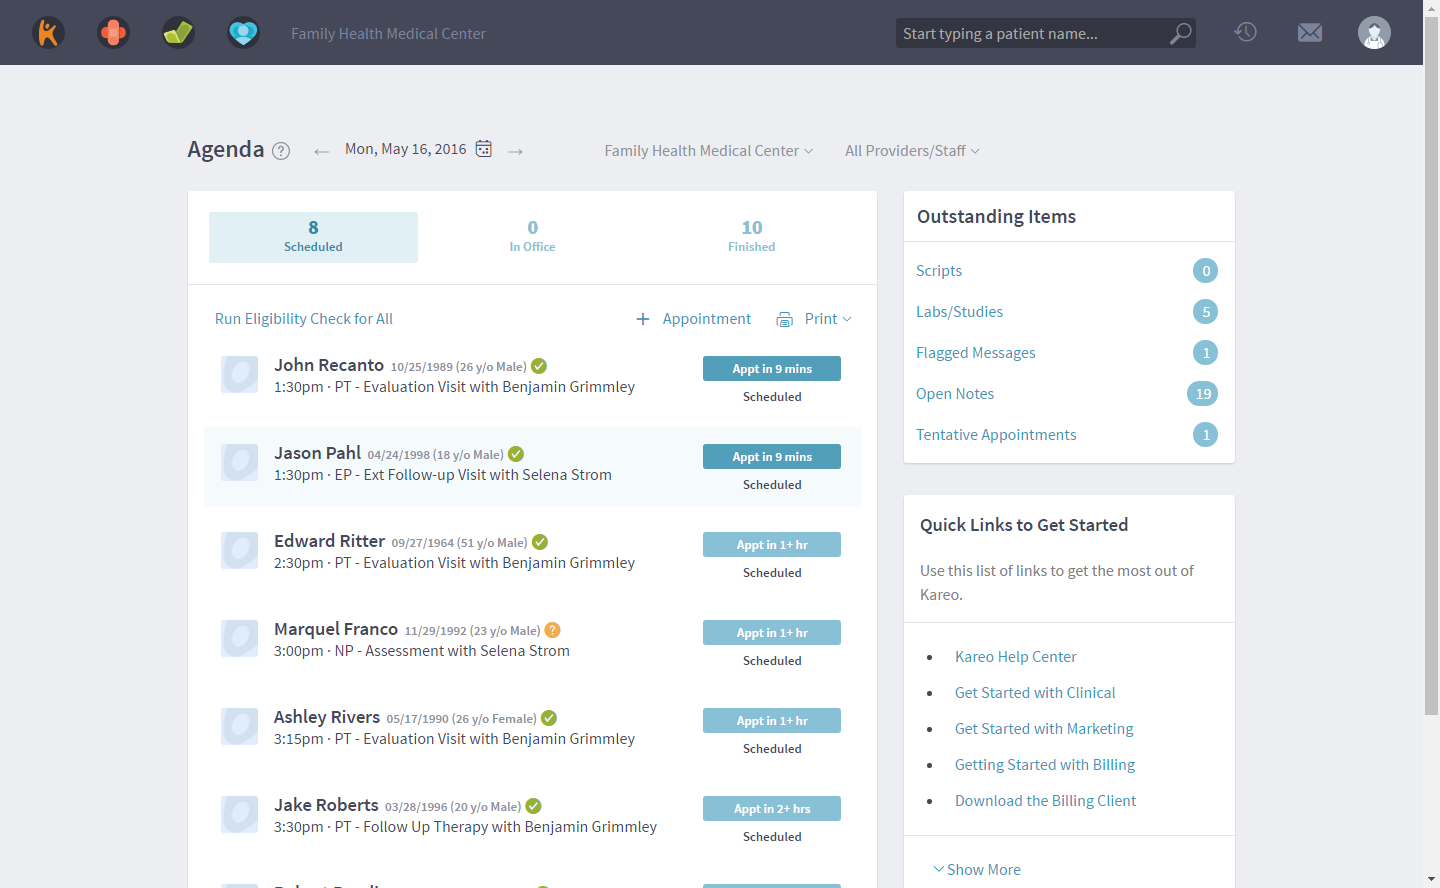 Family Health Medical Center
Start typing a patient name...
Agenda ?
← Mon, May 16, 2016 →
Family Health Medical Center
All Providers/Staff
8
Scheduled
0
In Office
10
Finished
Run Eligibility Check for All
+ Appointment
Print
John Recanto 10/25/1989 (26 y/o Male)
1:30pm · PT - Evaluation Visit with Benjamin Grimmley
Appt in 9 mins
Scheduled
Jason Pahl 04/24/1998 (18 y/o Male)
1:30pm · EP - Ext Follow-up Visit with Selena Strom
Appt in 9 mins
Scheduled
Edward Ritter 09/27/1964 (51 y/o Male)
2:30pm · PT - Evaluation Visit with Benjamin Grimmley
Appt in 1+ hr
Scheduled
Marquel Franco 11/29/1992 (23 y/o Male) ?
3:00pm · NP - Assessment with Selena Strom
Appt in 1+ hr
Scheduled
Ashley Rivers 05/17/1990 (26 y/o Female)
3:15pm · PT - Evaluation Visit with Benjamin Grimmley
Appt in 1+ hr
Scheduled
Jake Roberts 03/28/1996 (20 y/o Male)
3:30pm · PT - Follow Up Therapy with Benjamin Grimmley
Appt in 2+ hrs
Scheduled
Outstanding Items
Scripts 0
Labs/Studies 5
Flagged Messages 1
Open Notes 19
Tentative Appointments 1
Quick Links to Get Started
Use this list of links to get the most out of
Kareo.
• Kareo Help Center
• Get Started with Clinical
• Get Started with Marketing
• Getting Started with Billing
• Download the Billing Client
Show More